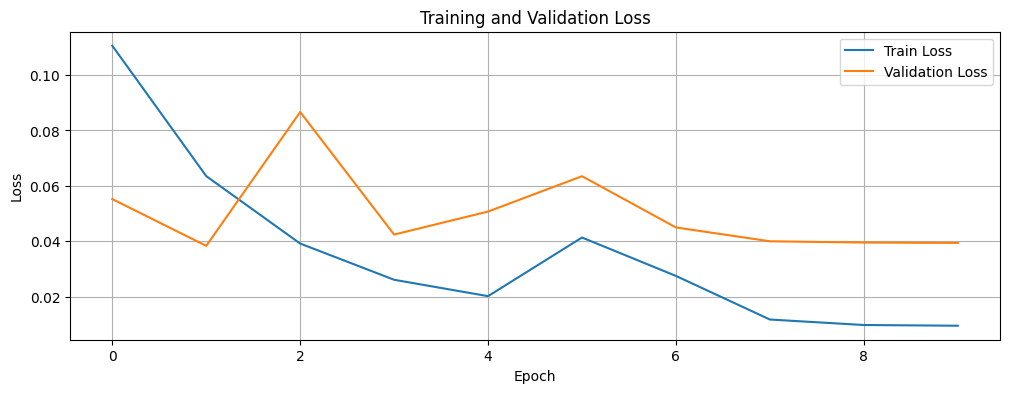 Training and Validation Loss
Train Loss
Validation Loss
0.10
0.08
0.06
0.04
0.02
Loss
0
2
4
6
8
Epoch